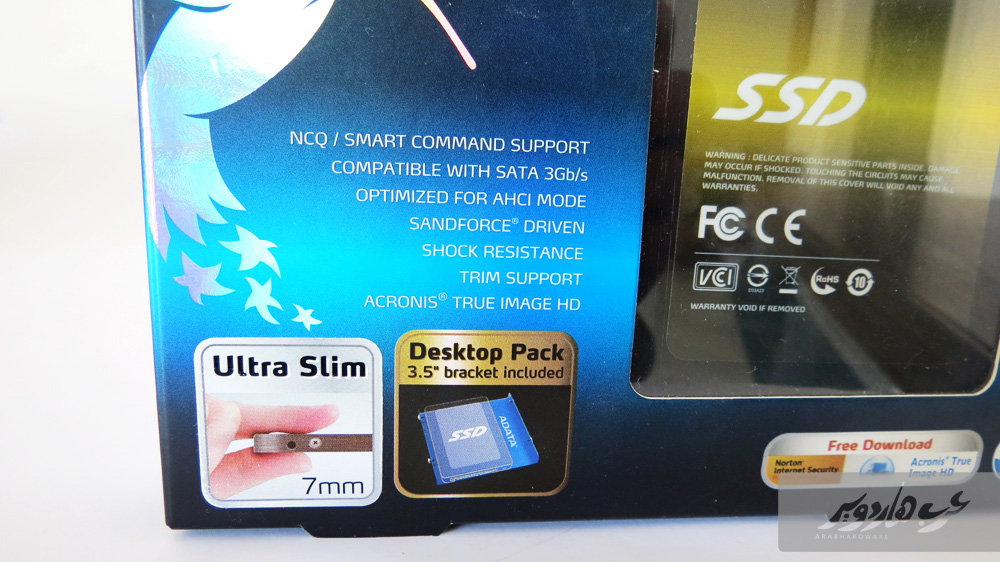 NCQ / SMART COMMAND SUPPORT
COMPATIBLE WITH SATA 3Gb/s
OPTIMIZED FOR AHCI MODE
SANDFORCE® DRIVEN
SHOCK RESISTANCE
TRIM SUPPORT
ACRONIS® TRUE IMAGE HD
Ultra Slim
7mm
Desktop Pack
3.5" bracket included
SSD
ADATA
SSD
WARNING : DELICATE PRODUCT SENSITIVE PARTS INSIDE. DAMAGE
MAY OCCUR IF SHOCKED. TOUCHING THE CIRCUITS MAY CAUSE
MALFUNCTION. REMOVAL OF THIS COVER WILL VOID ANY AND ALL
WARRANTIES.
FC CE
VCI RoHS 10
WARRANTY VOID IF REMOVED
Free Download
Norton
Internet Security
Acronis® True
Image HD
عرب هاردوير
ARABHARDWARE